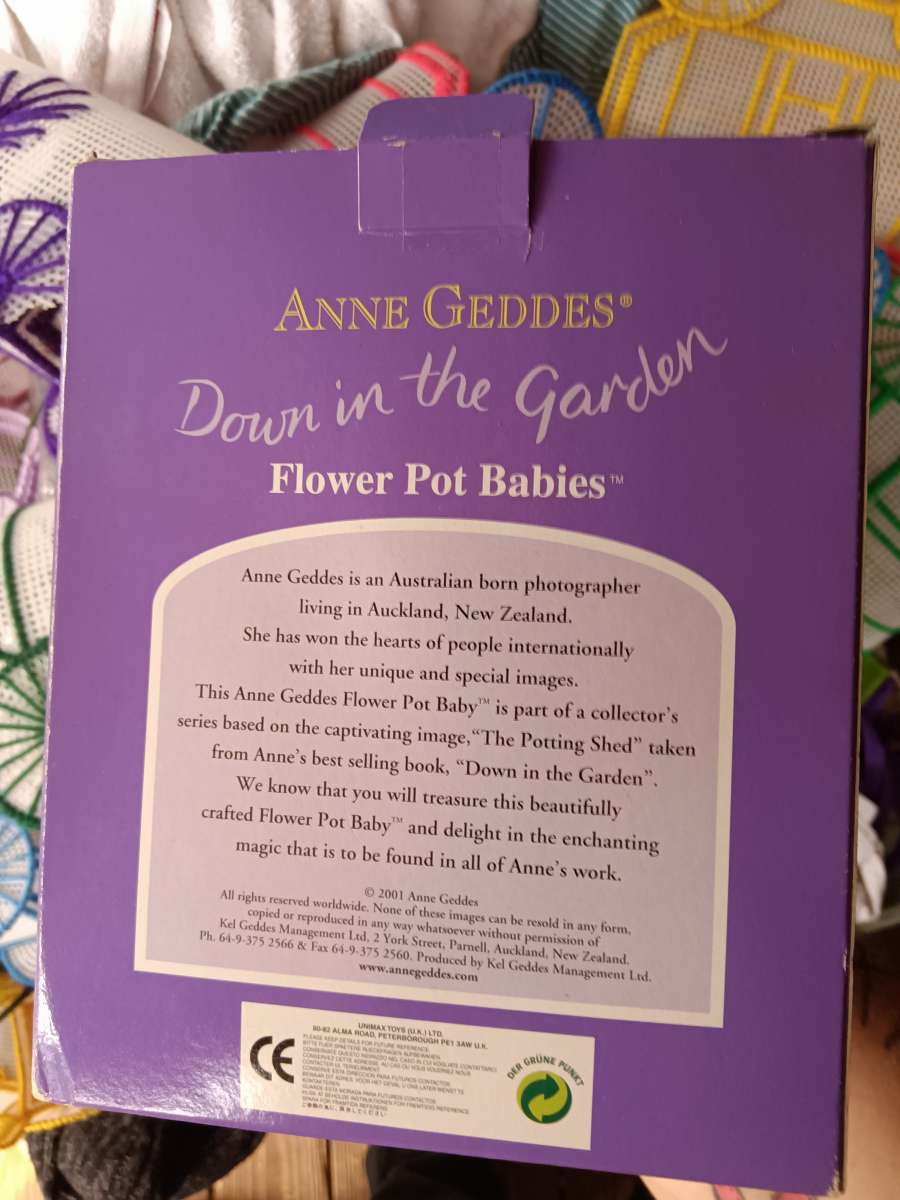 ANNE GEDDES®
Down in the Garden
Flower Pot Babies™
Anne Geddes is an Australian born photographer
living in Auckland, New Zealand.
She has won the hearts of people internationally
with her unique and special images.
This Anne Geddes Flower Pot Baby™ is part of a collector's
series based on the captivating image,“The Potting Shed” taken
from Anne's best selling book, “Down in the Garden”.
We know that you will treasure this beautifully
crafted Flower Pot Baby™ and delight in the enchanting
magic that is to be found in all of Anne's work.
© 2001 Anne Geddes
All rights reserved worldwide. None of these images can be resold in any form,
copied or reproduced in any way whatsoever without permission of
Kel Geddes Management Ltd, 2 York Street, Parnell, Auckland, New Zealand.
Ph. 64-9-375 2566 & Fax 64-9-375 2560. Produced by Kel Geddes Management Ltd.
www.annegeddes.com
CE
UNIMAX TOYS (U.K.) LTD.
80-82 ALMA ROAD, PETERBOROUGH PE1 3AW U.K.
PLEASE KEEP DETAILS FOR FUTURE REFERENCE.
DER GRÜNE PUNKT